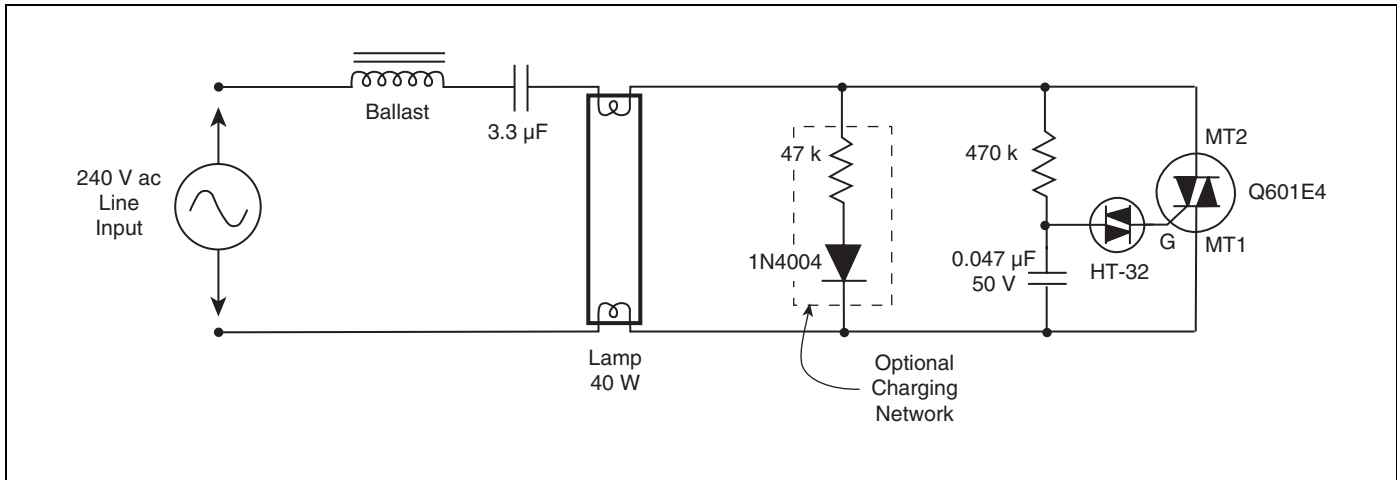 240 V ac
Line
Input
Ballast
3.3 µF
Lamp
40 W
47 k
1N4004
Optional
Charging
Network
470 k
0.047 µF
50 V
HT-32
G
MT2
Q601E4
MT1